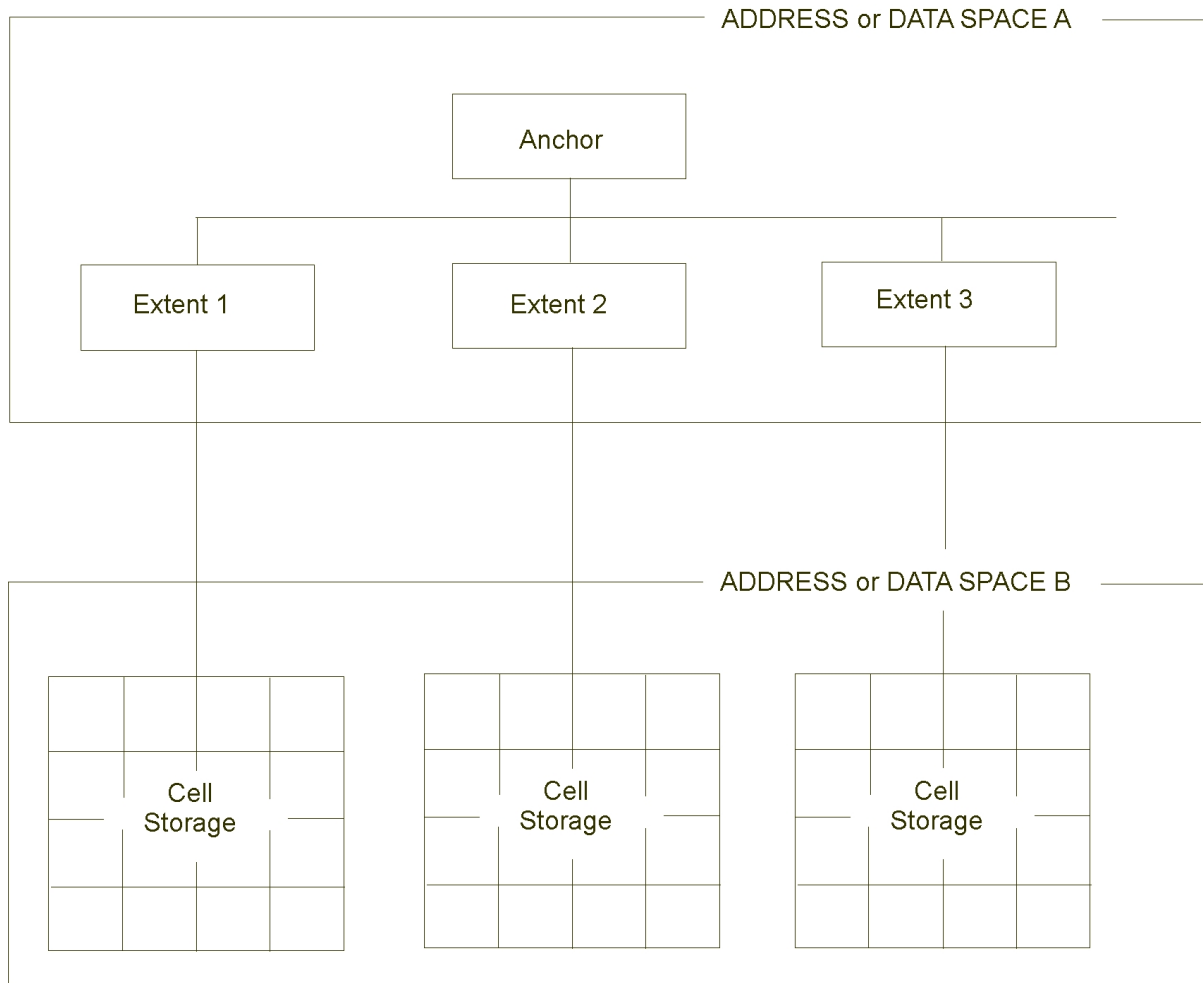 ADDRESS or DATA SPACE A
Anchor
Extent 1
Extent 2
Extent 3
ADDRESS or DATA SPACE B
Cell
Storage
Cell
Storage
Cell
Storage